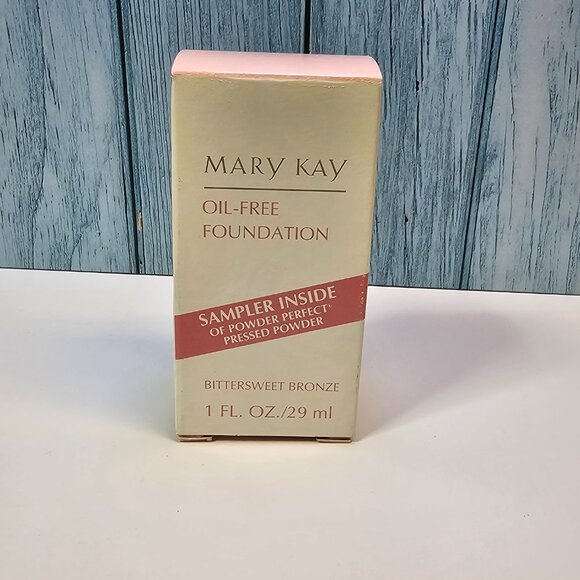 MARY KAY
OIL-FREE
FOUNDATION
SAMPLER INSIDE
OF POWDER PERFECT®
PRESSED POWDER
BITTERSWEET BRONZE
1 FL. OZ./29 ml